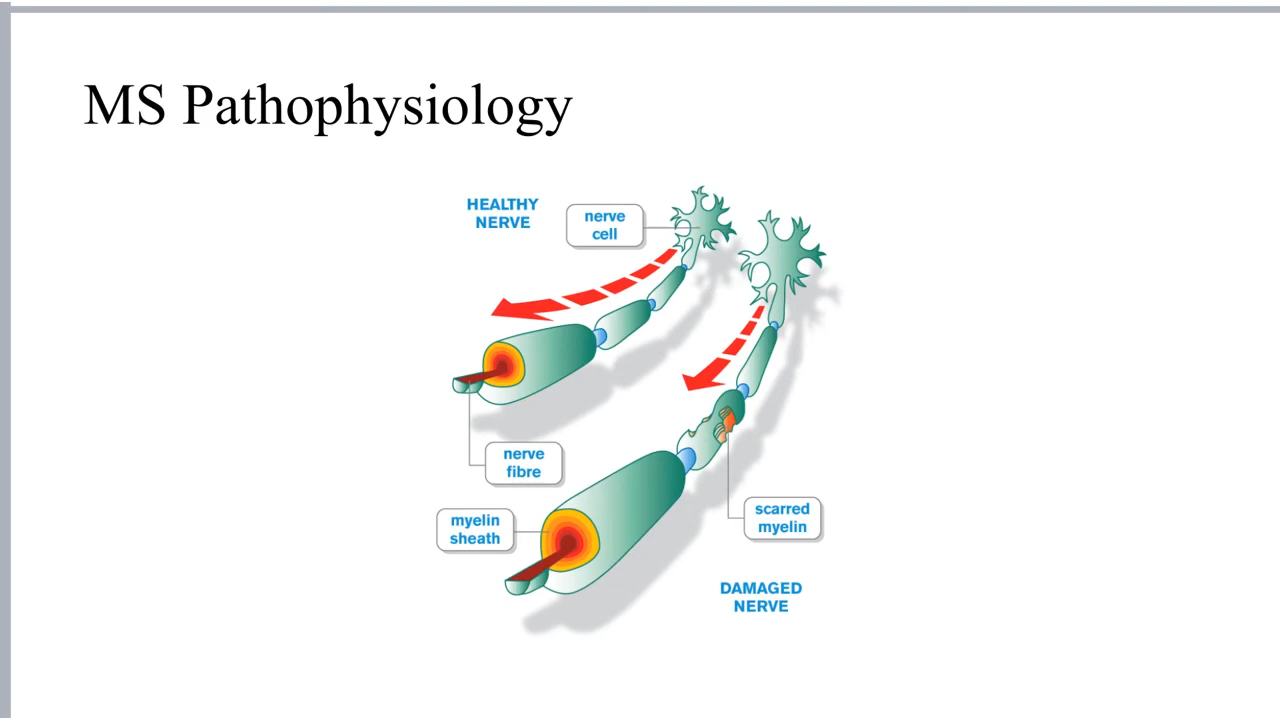 MS Pathophysiology
HEALTHY
NERVE
nerve
cell
nerve
fibre
myelin
sheath
scarred
myelin
DAMAGED
NERVE